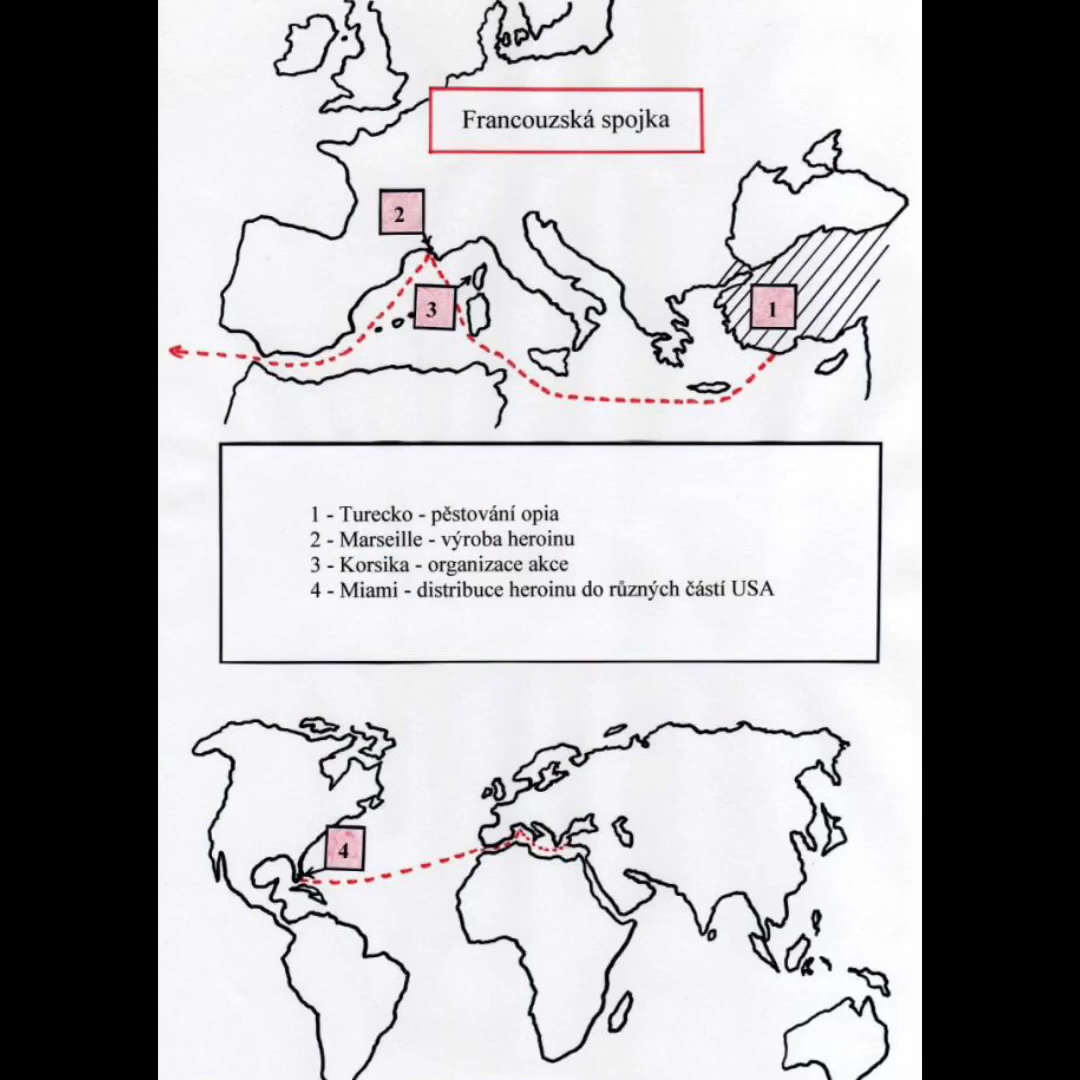 Francouzská spojka
2
3
1
1 - Turecko - pěstování opia
2 - Marseille - výroba heroinu
3 - Korsika - organizace akce
4 - Miami - distribuce heroinu do různých částí USA
4